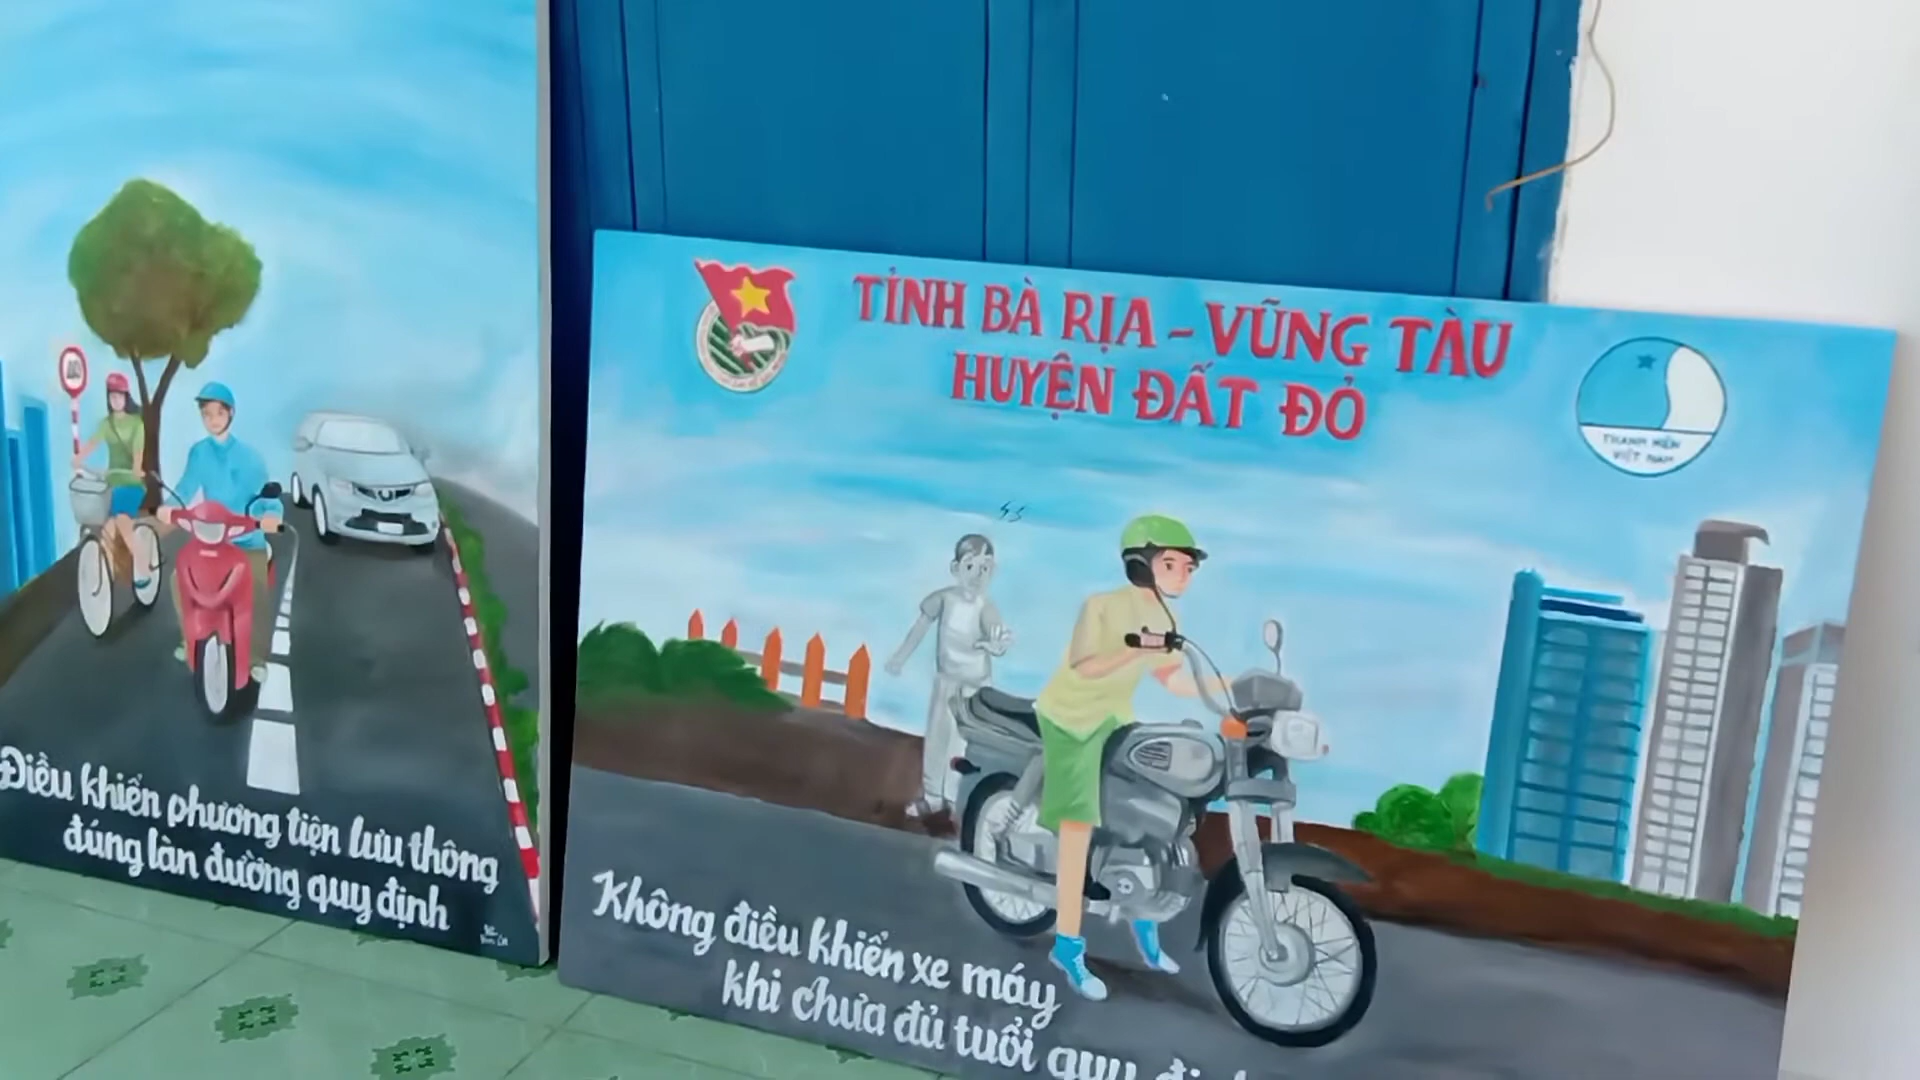 Điều khiển phương tiện lưu thông
đúng làn đường quy định
TỈNH BÀ RỊA - VŨNG TÀU
HUYỆN ĐẤT ĐỎ
THANH NIÊN
VIỆT NAM
Không điều khiển xe máy
khi chưa đủ tuổi quy